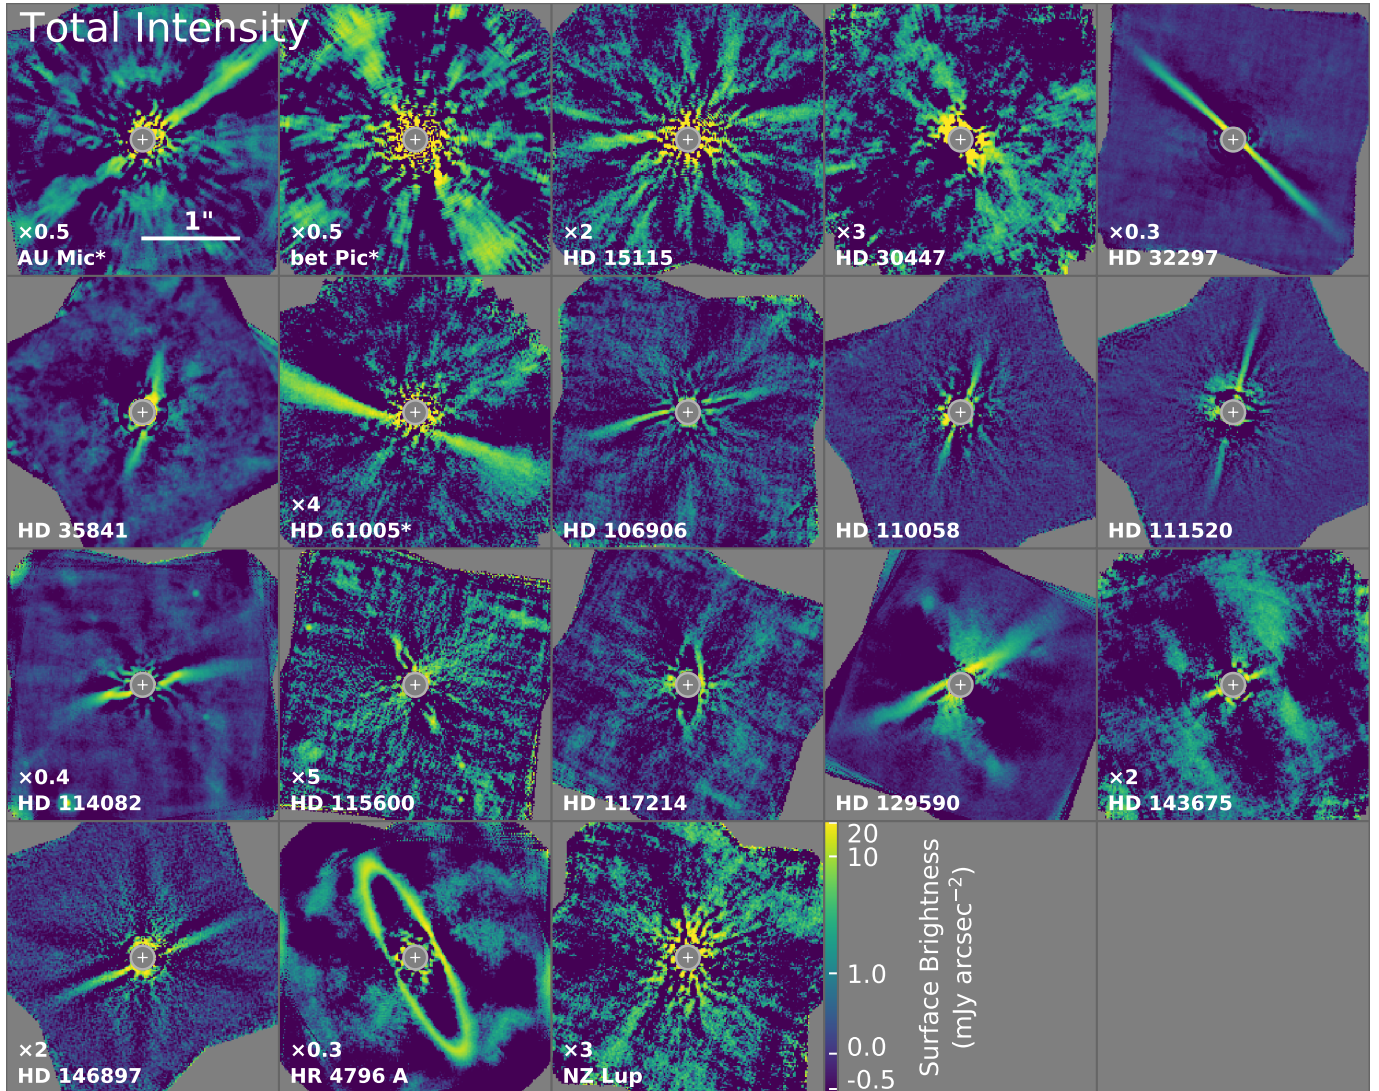 Total Intensity
×0.5
AU Mic*
1"
×0.5
bet Pic*
×2
HD 15115
×3
HD 30447
×0.3
HD 32297
HD 35841
×4
HD 61005*
HD 106906
HD 110058
HD 111520
×0.4
HD 114082
×5
HD 115600
HD 117214
HD 129590
×2
HD 143675
×2
HD 146897
×0.3
HR 4796 A
×3
NZ Lup
20
10
1.0
0.0
-0.5
Surface Brightness
(mJy arcsec⁻²)